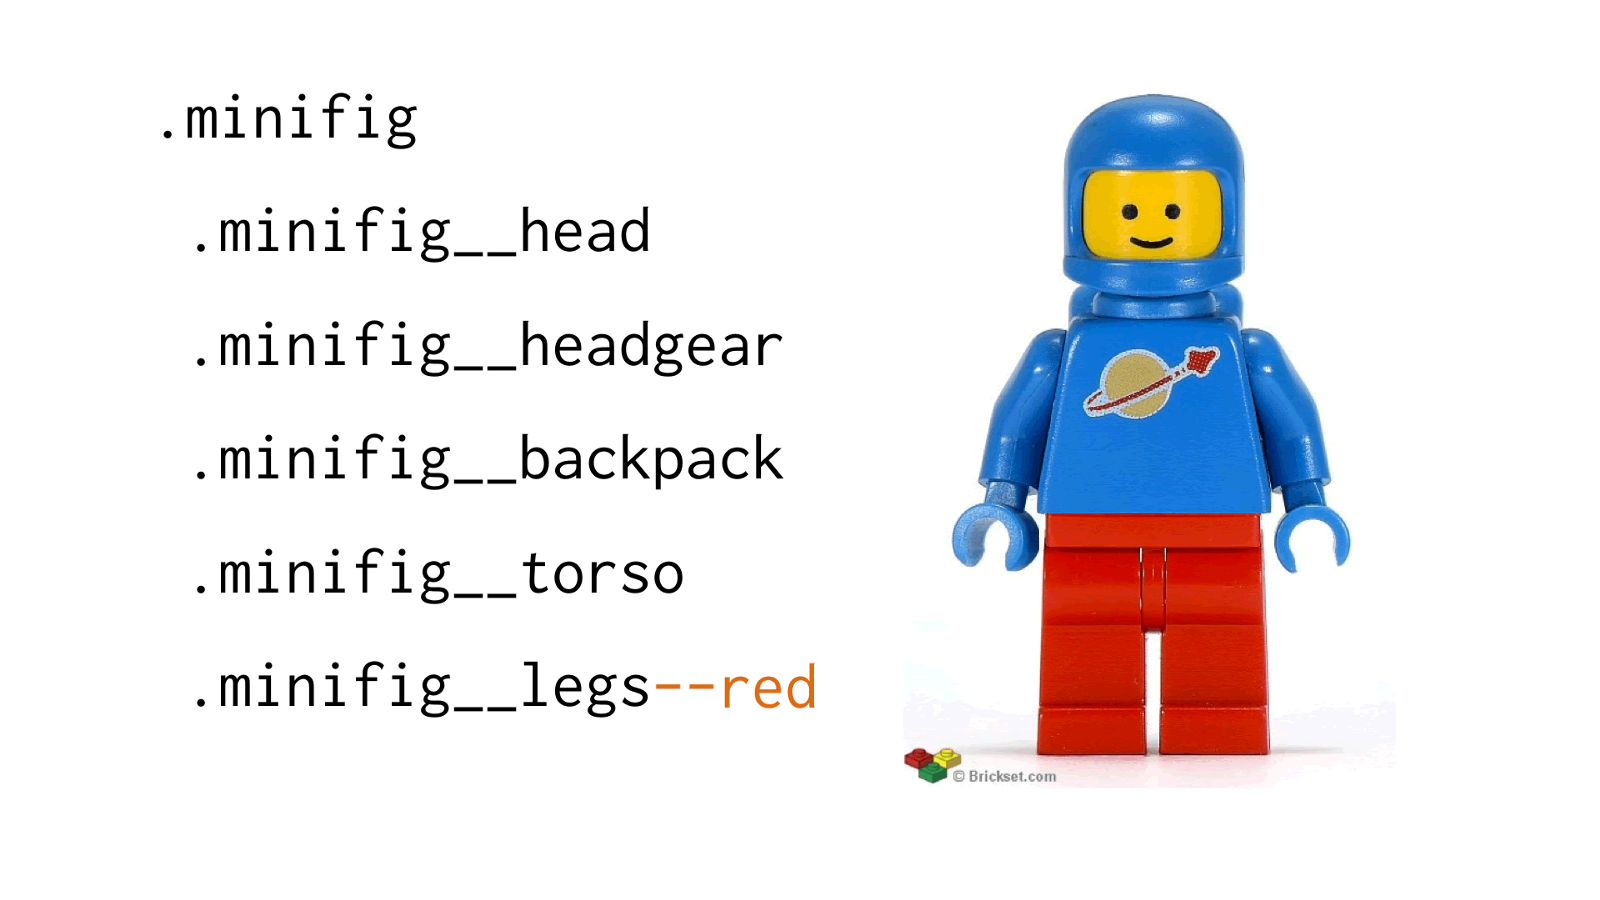 .minifig
.minifig__head
.minifig__headgear
.minifig__backpack
.minifig__torso
.minifig__legs--red
© Brickset.com